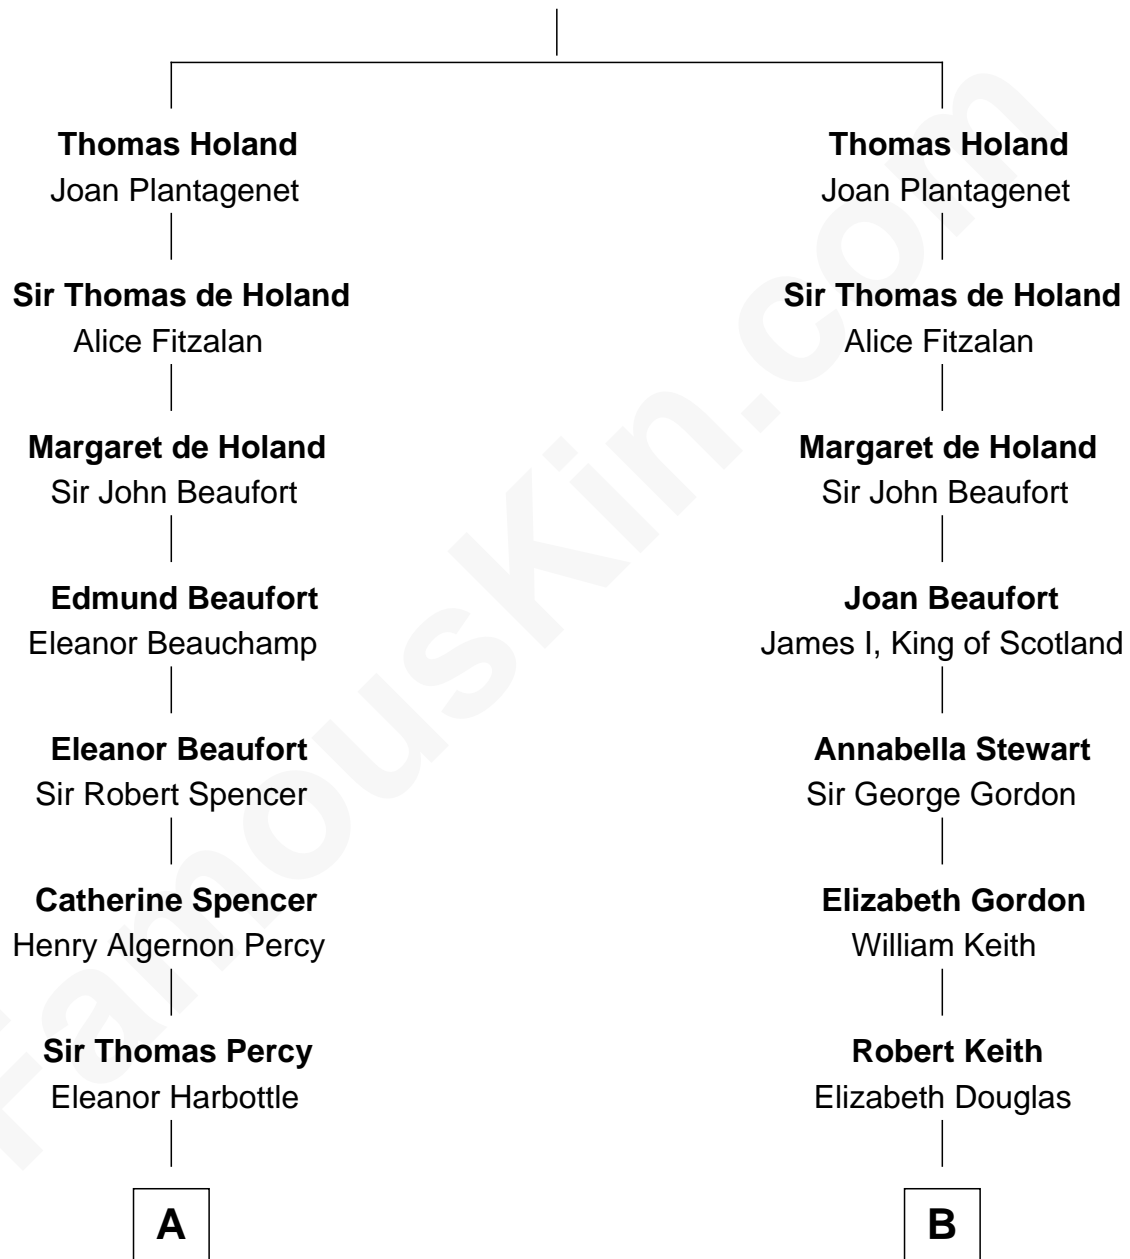 Thomas Holand
Joan Plantagenet
Sir Thomas de Holand
Alice Fitzalan
Margaret de Holand
Sir John Beaufort
Edmund Beaufort
Eleanor Beauchamp
Eleanor Beaufort
Sir Robert Spencer
Catherine Spencer
Henry Algernon Percy
Sir Thomas Percy
Eleanor Harbottle
A
Thomas Holand
Joan Plantagenet
Sir Thomas de Holand
Alice Fitzalan
Margaret de Holand
Sir John Beaufort
Joan Beaufort
James I, King of Scotland
Annabella Stewart
Sir George Gordon
Elizabeth Gordon
William Keith
Robert Keith
Elizabeth Douglas
B
FamousKin.com